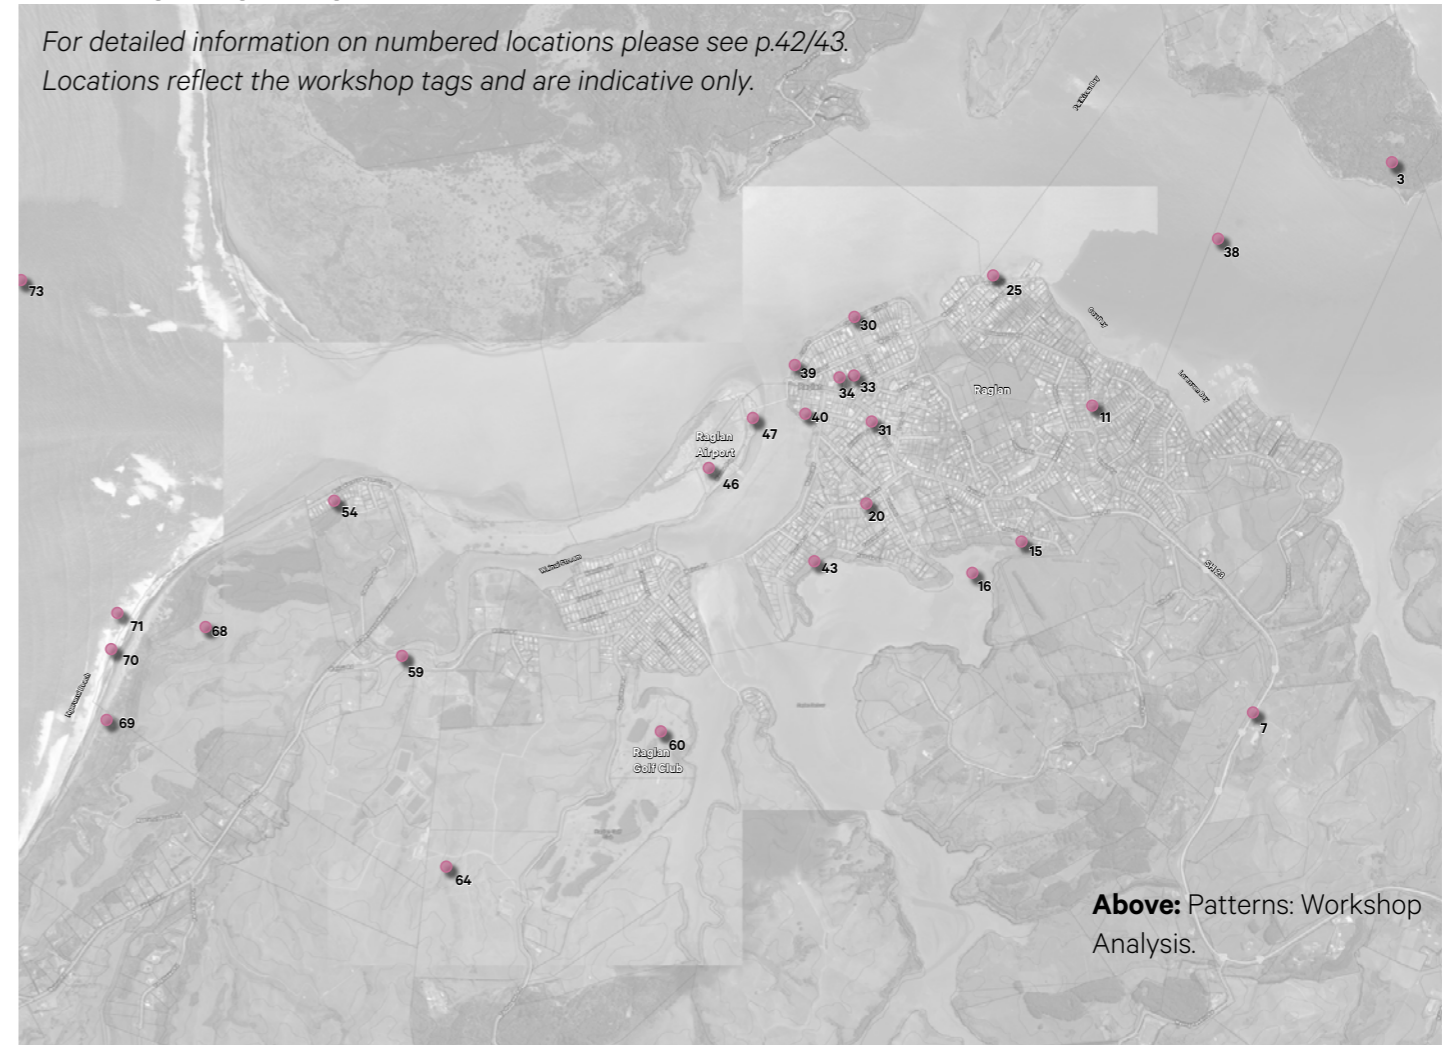 For detailed information on numbered locations please see p.42/43.
Locations reflect the workshop tags and are indicative only.
3
38
73
25
30
39
33
34
Raglan
11
40
31
47
Raglan
Airport
46
54
20
15
43
16
SH 23
71
68
70
59
69
7
60
Raglan
Golf Club
64
Above: Patterns: Workshop
Analysis.